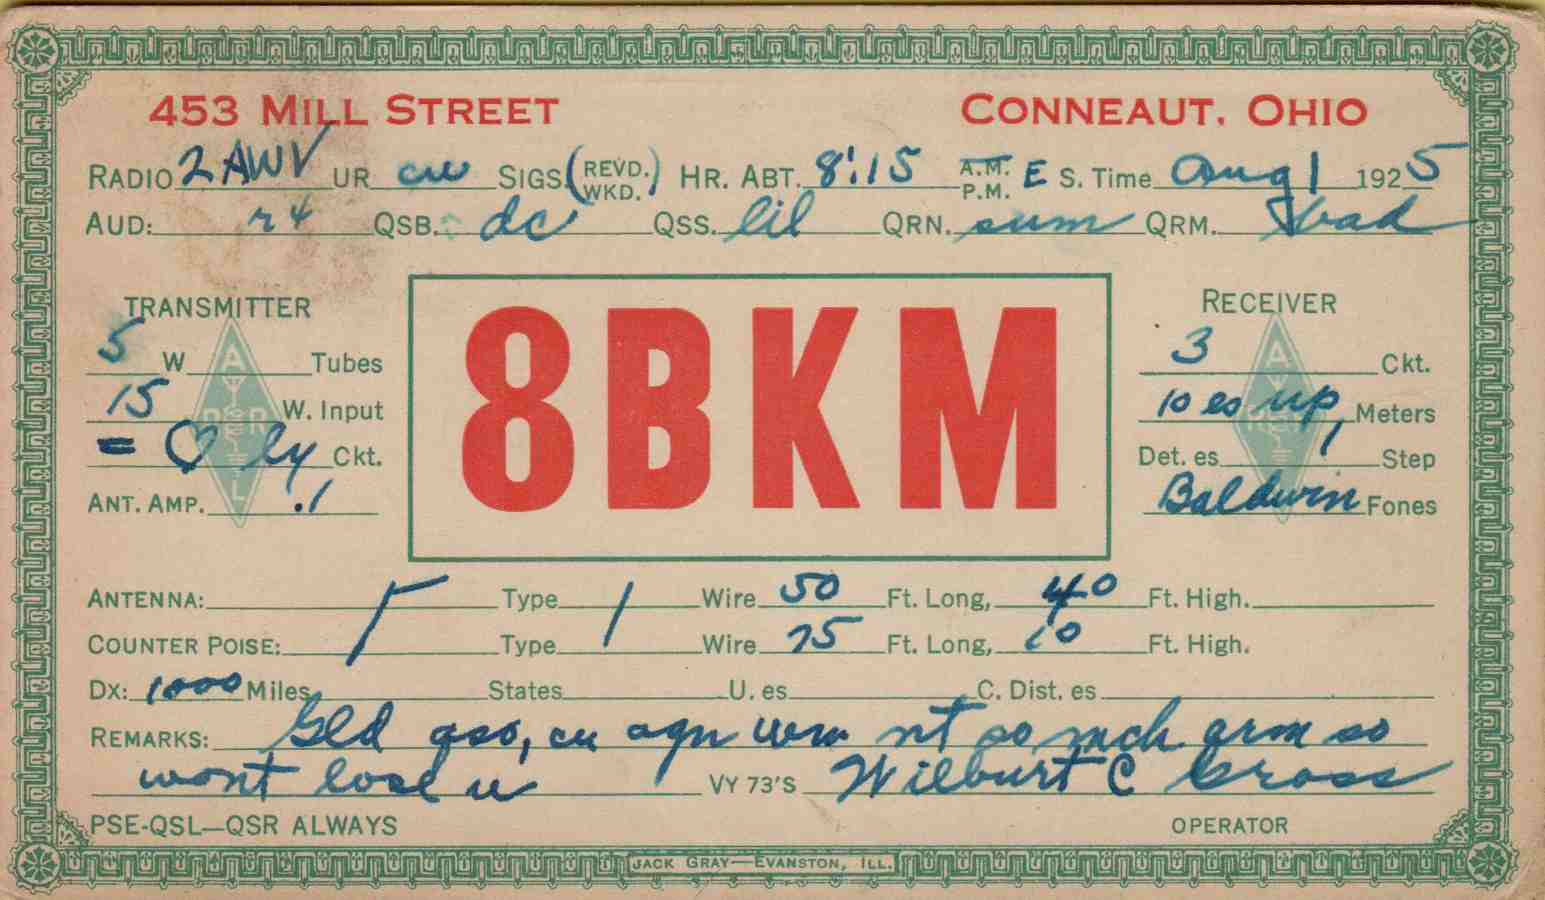 453 MILL STREET CONNEAUT, OHIO
RADIO 2AWV UR cw SIGS (REVD. WKD.) HR. ABT. 8:15 A.M. P.M. E S. Time Aug 1 1925
AUD: r4 QSB. dc QSS. lil QRN. sum QRM. bad
TRANSMITTER RECEIVER
5 W Tubes 3 Ckt.
15 W. Input 10 es up Meters
= ♡ ly Ckt. Det. es 1 Step
ANT. AMP. .1 Baldwin Fones
A R R L
8BKM
ANTENNA: Γ Type 1 Wire 50 Ft. Long, 40 Ft. High.
COUNTER POISE: Γ Type 1 Wire 75 Ft. Long, 10 Ft. High.
DX: 1000 Miles States U. es C. Dist. es
REMARKS: Gld qso, cu agn wn nt so mch qrm so
wont lose u VY 73'S Wilburt C Gross
PSE-QSL—QSR ALWAYS OPERATOR
JACK GRAY—EVANSTON, ILL.